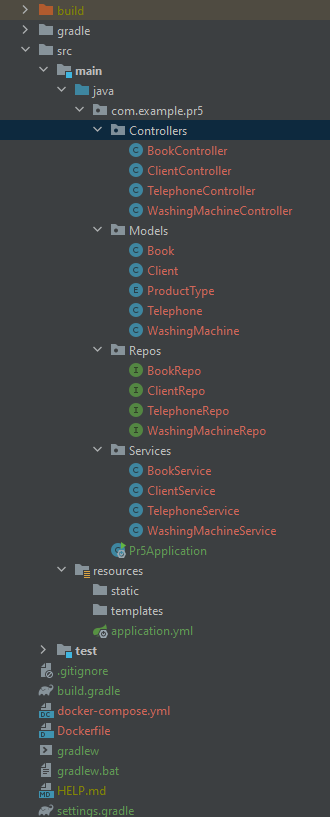 build
gradle
src
main
java
com.example.pr5
Controllers
C BookController
C ClientController
C TelephoneController
C WashingMachineController
Models
C Book
C Client
E ProductType
C Telephone
C WashingMachine
Repos
I BookRepo
I ClientRepo
I TelephoneRepo
I WashingMachineRepo
Services
C BookService
C ClientService
C TelephoneService
C WashingMachineService
Pr5Application
resources
static
templates
application.yml
test
.gitignore
build.gradle
DC docker-compose.yml
D Dockerfile
gradlew
gradlew.bat
MD HELP.md
settings.gradle